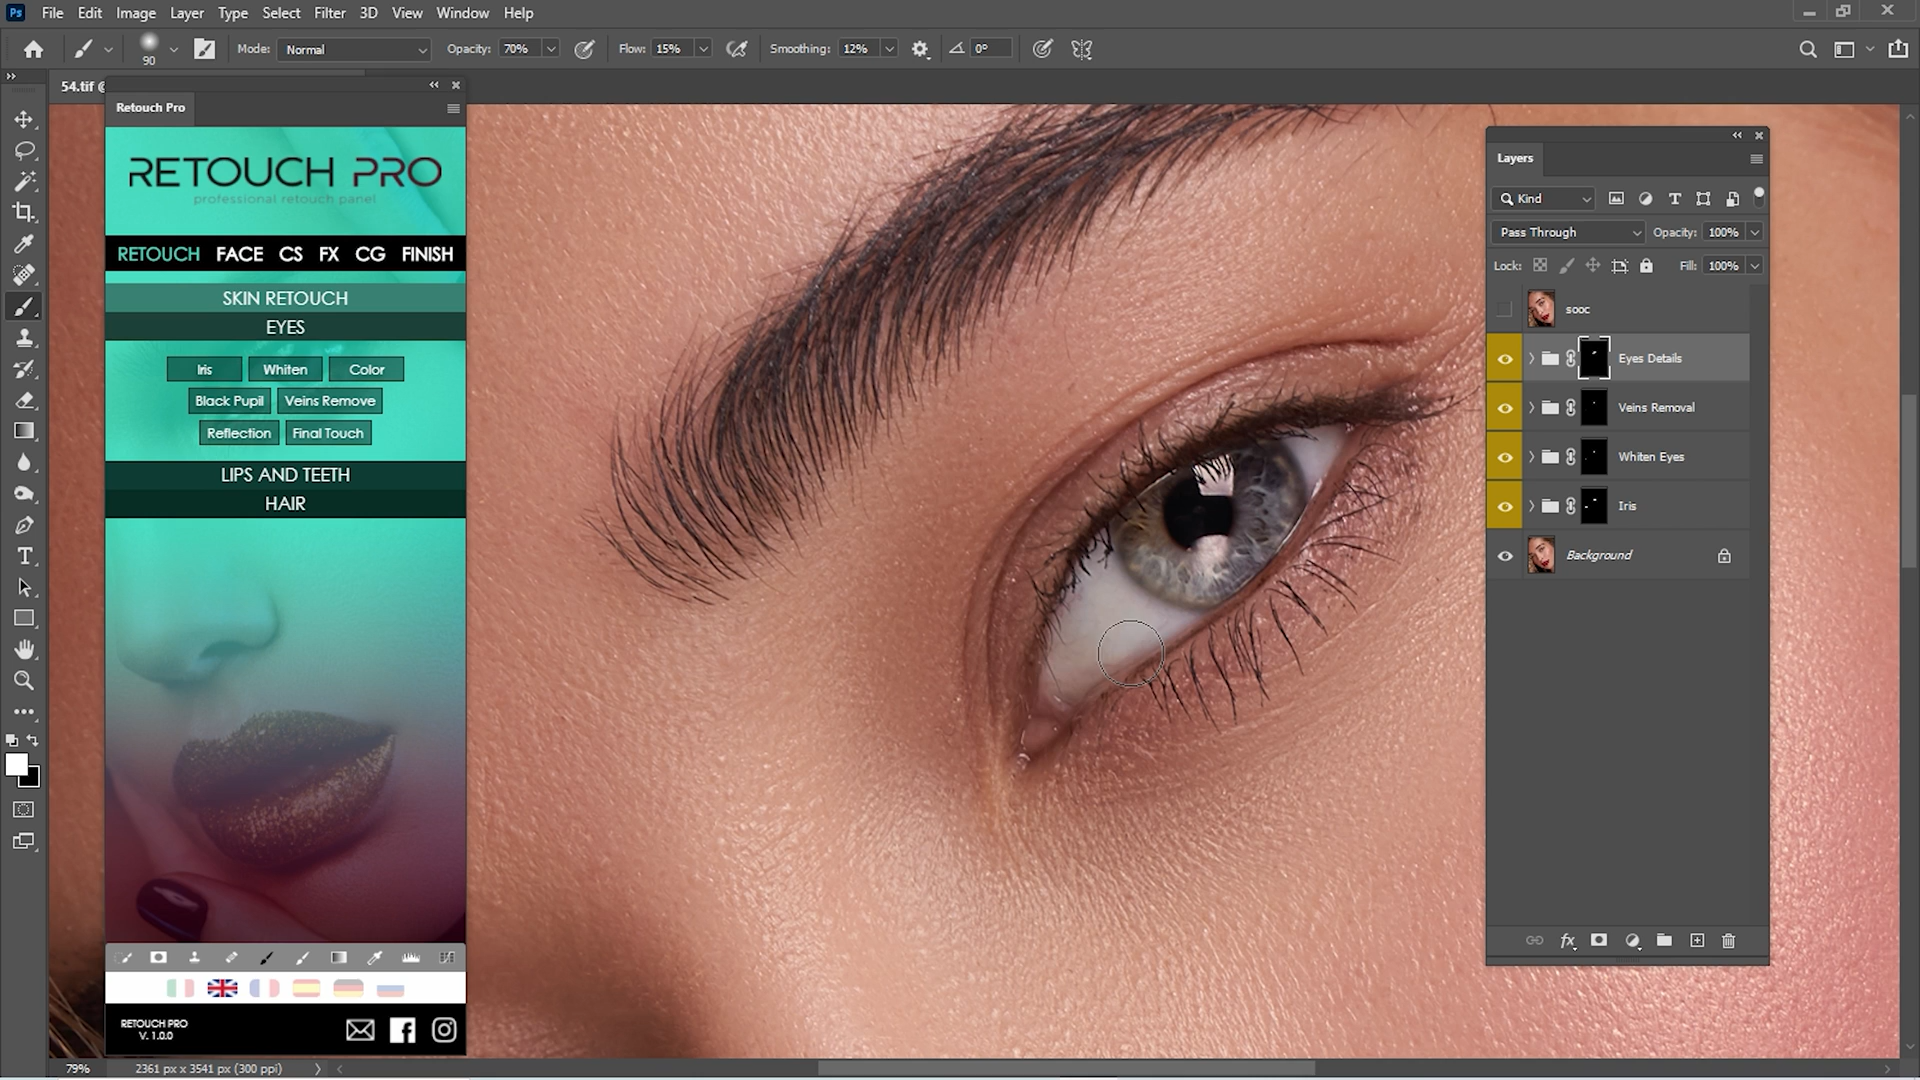 Ps File Edit Image Layer Type Select Filter 3D View Window Help
90 Mode: Normal Opacity: 70% Flow: 15% Smoothing: 12% 0°
54.tif @
Retouch Pro
RETOUCH PRO
professional retouch panel
RETOUCH FACE CS FX CG FINISH
SKIN RETOUCH
EYES
Iris Whiten Color
Black Pupil Veins Remove
Reflection Final Touch
LIPS AND TEETH
HAIR
RETOUCH PRO
V. 1.0.0
Layers
Kind
Pass Through Opacity: 100%
Lock: Fill: 100%
sooc
Eyes Details
Veins Removal
Whiten Eyes
Iris
Background
fx
79% 2361 px x 3541 px (300 ppi)